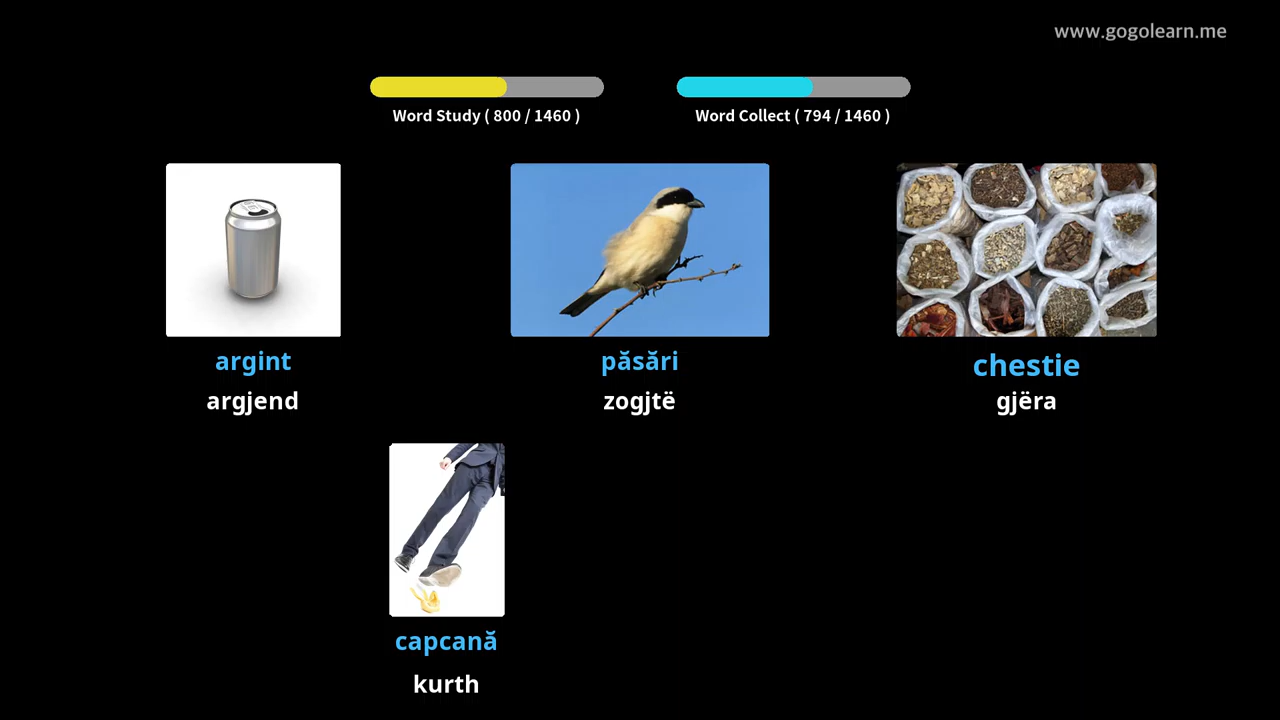 www.gogolearn.me
Word Study ( 800 / 1460 )
Word Collect ( 794 / 1460 )
argint
argjend
păsări
zogjtë
chestie
gjëra
capcană
kurth